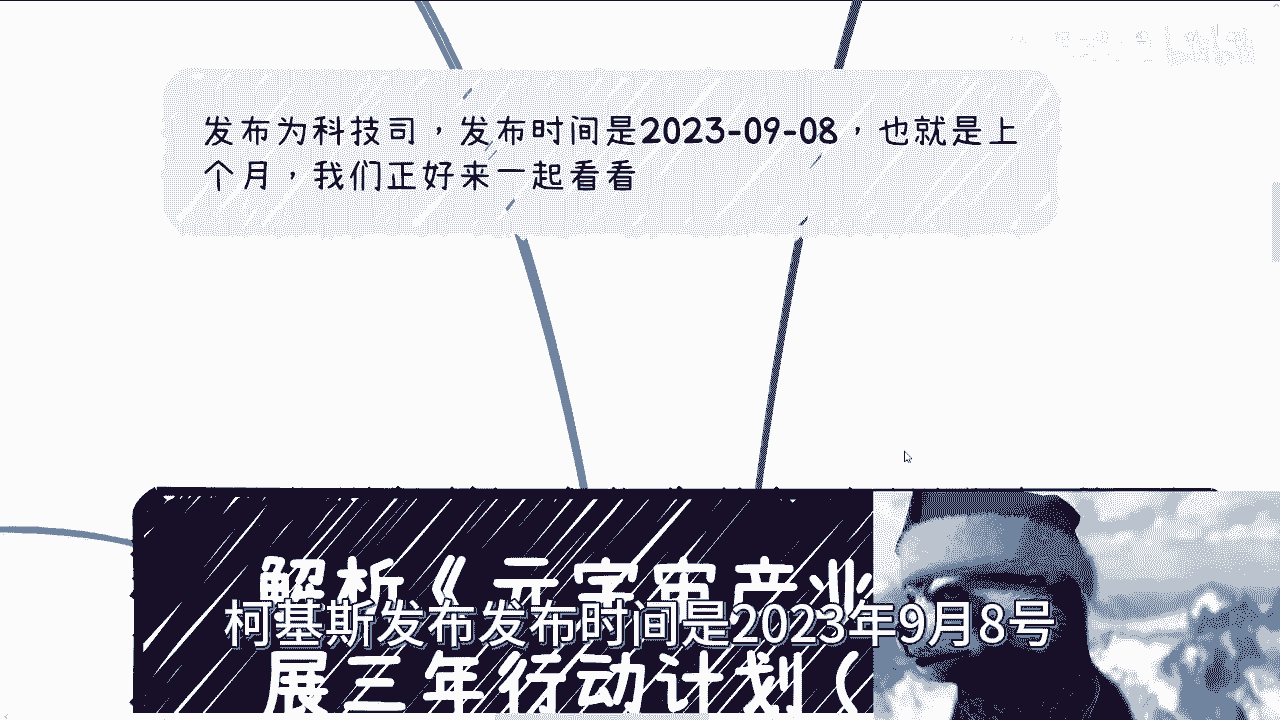 发布为科技司，发布时间是2023-09-08，也就是上
个月，我们正好来一起看看
解析《元宇宙产业
柯基斯发布发布时间是2023年9月8号
展三年行动计划（